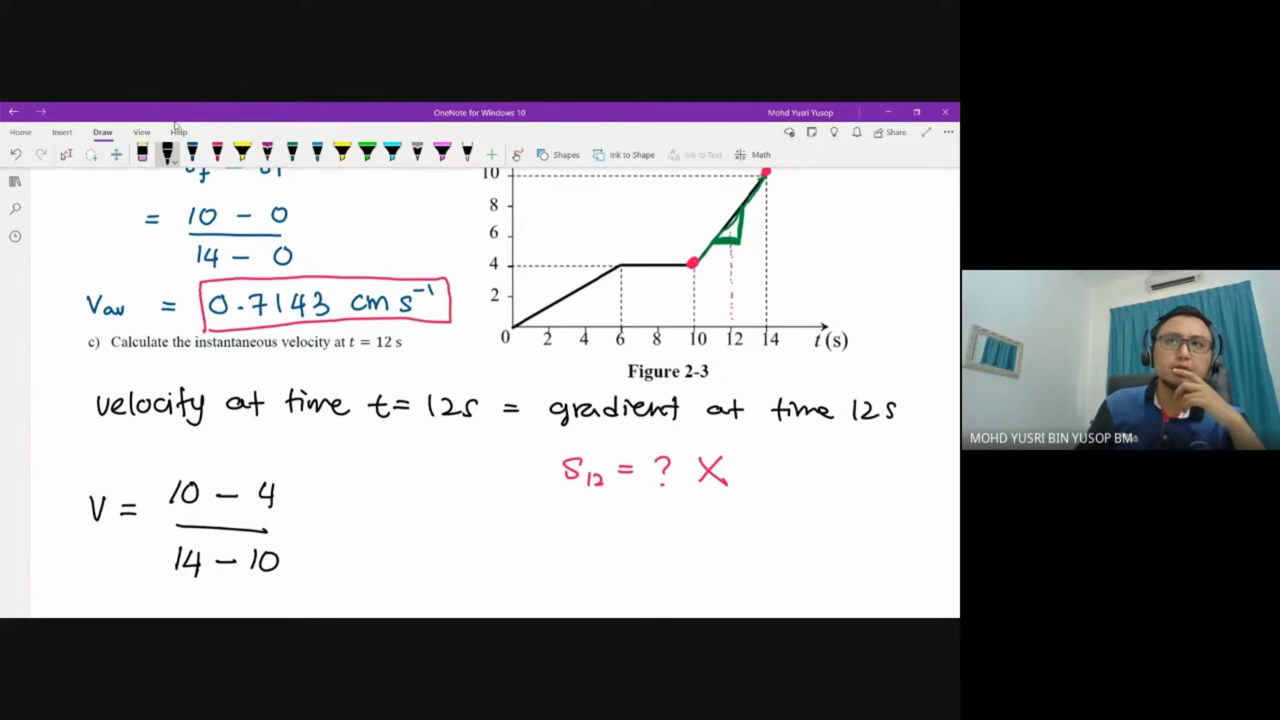 OneNote for Windows 10
Mohd Yusri Yusop
Home Insert Draw View Help
Share
Shapes Ink to Shape Ink to Text Math
= 10 - 0
14 - 0
Vav = 0.7143 cm s⁻¹
c) Calculate the instantaneous velocity at t = 12 s
10
8
6
4
2
0 2 4 6 8 10 12 14 t (s)
Figure 2-3
velocity at time t = 12s = gradient at time 12s
S12 = ? X
V = 10 - 4
14 - 10
MOHD YUSRI BIN YUSOP BM